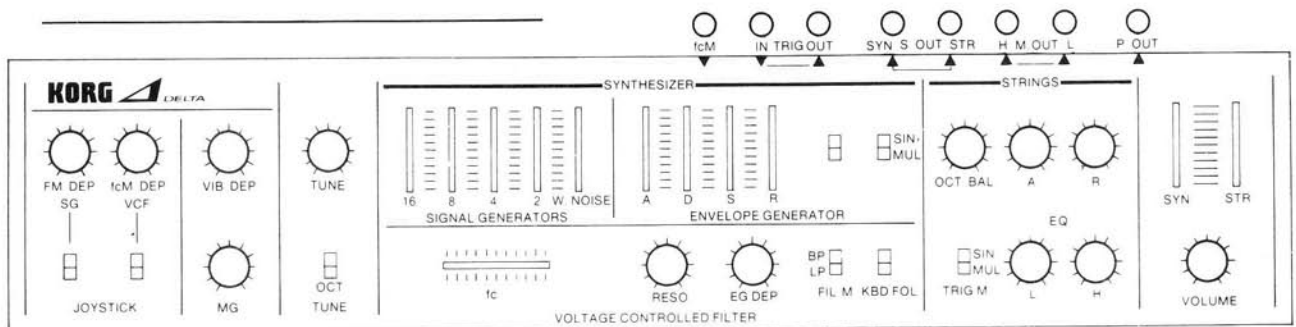 fcM IN TRIG OUT SYN S OUT STR H M OUT L P OUT
KORG DELTA
FM DEP fcM DEP
SG VCF
JOYSTICK
VIB DEP
MG
TUNE
OCT
TUNE
SYNTHESIZER
16 8 4 2 W NOISE
SIGNAL GENERATORS
A D S R
ENVELOPE GENERATOR
SIN
MUL
fc
RESO EG DEP
BP
LP
FIL M KBD FOL
VOLTAGE CONTROLLED FILTER
STRINGS
OCT BAL A R
EQ
SIN
MUL
TRIG M L H
SYN STR
VOLUME